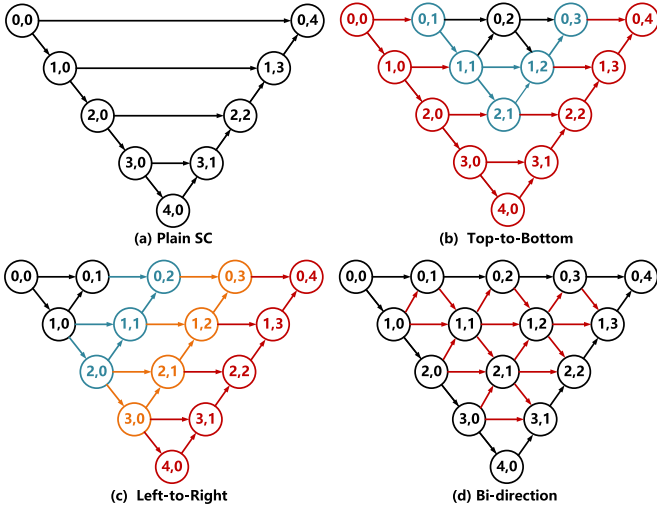 0,0 0,4
1,0 1,3
2,0 2,2
3,0 3,1
4,0
(a) Plain SC
0,0 0,1 0,2 0,3 0,4
1,0 1,1 1,2 1,3
2,0 2,1 2,2
3,0 3,1
4,0
(b) Top-to-Bottom
0,0 0,1 0,2 0,3 0,4
1,0 1,1 1,2 1,3
2,0 2,1 2,2
3,0 3,1
4,0
(c) Left-to-Right
0,0 0,1 0,2 0,3 0,4
1,0 1,1 1,2 1,3
2,0 2,1 2,2
3,0 3,1
4,0
(d) Bi-direction